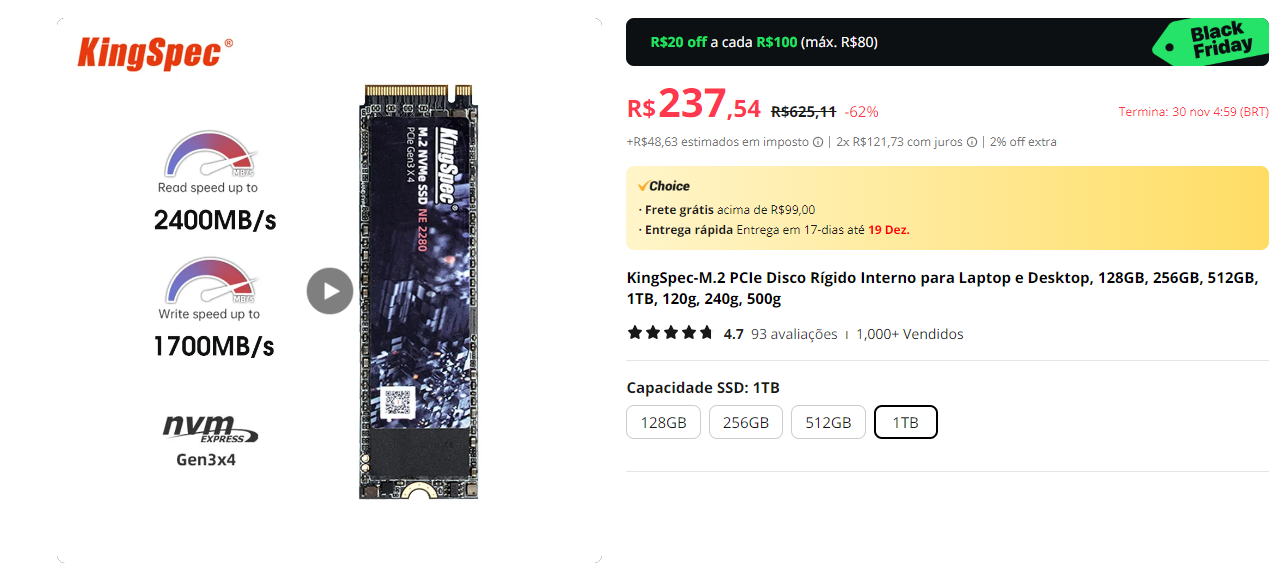 KingSpec®
Read speed up to
MB/s
2400MB/s
Write speed up to
MB/s
1700MB/s
nvm
EXPRESS
Gen3x4
KingSpec
M.2 NVMe SSD NE 2280
PCIe Gen3 X 4
R$20 off a cada R$100 (máx. R$80)
Black
Friday
R$237,54 R$625,11 -62%
Termina: 30 nov 4:59 (BRT)
+R$48,63 estimados em imposto | 2x R$121,73 com juros | 2% off extra
Choice
· Frete grátis acima de R$99,00
· Entrega rápida Entrega em 17-dias até 19 Dez.
KingSpec-M.2 PCIe Disco Rígido Interno para Laptop e Desktop, 128GB, 256GB, 512GB,
1TB, 120g, 240g, 500g
4.7 93 avaliações 1,000+ Vendidos
Capacidade SSD: 1TB
128GB 256GB 512GB 1TB